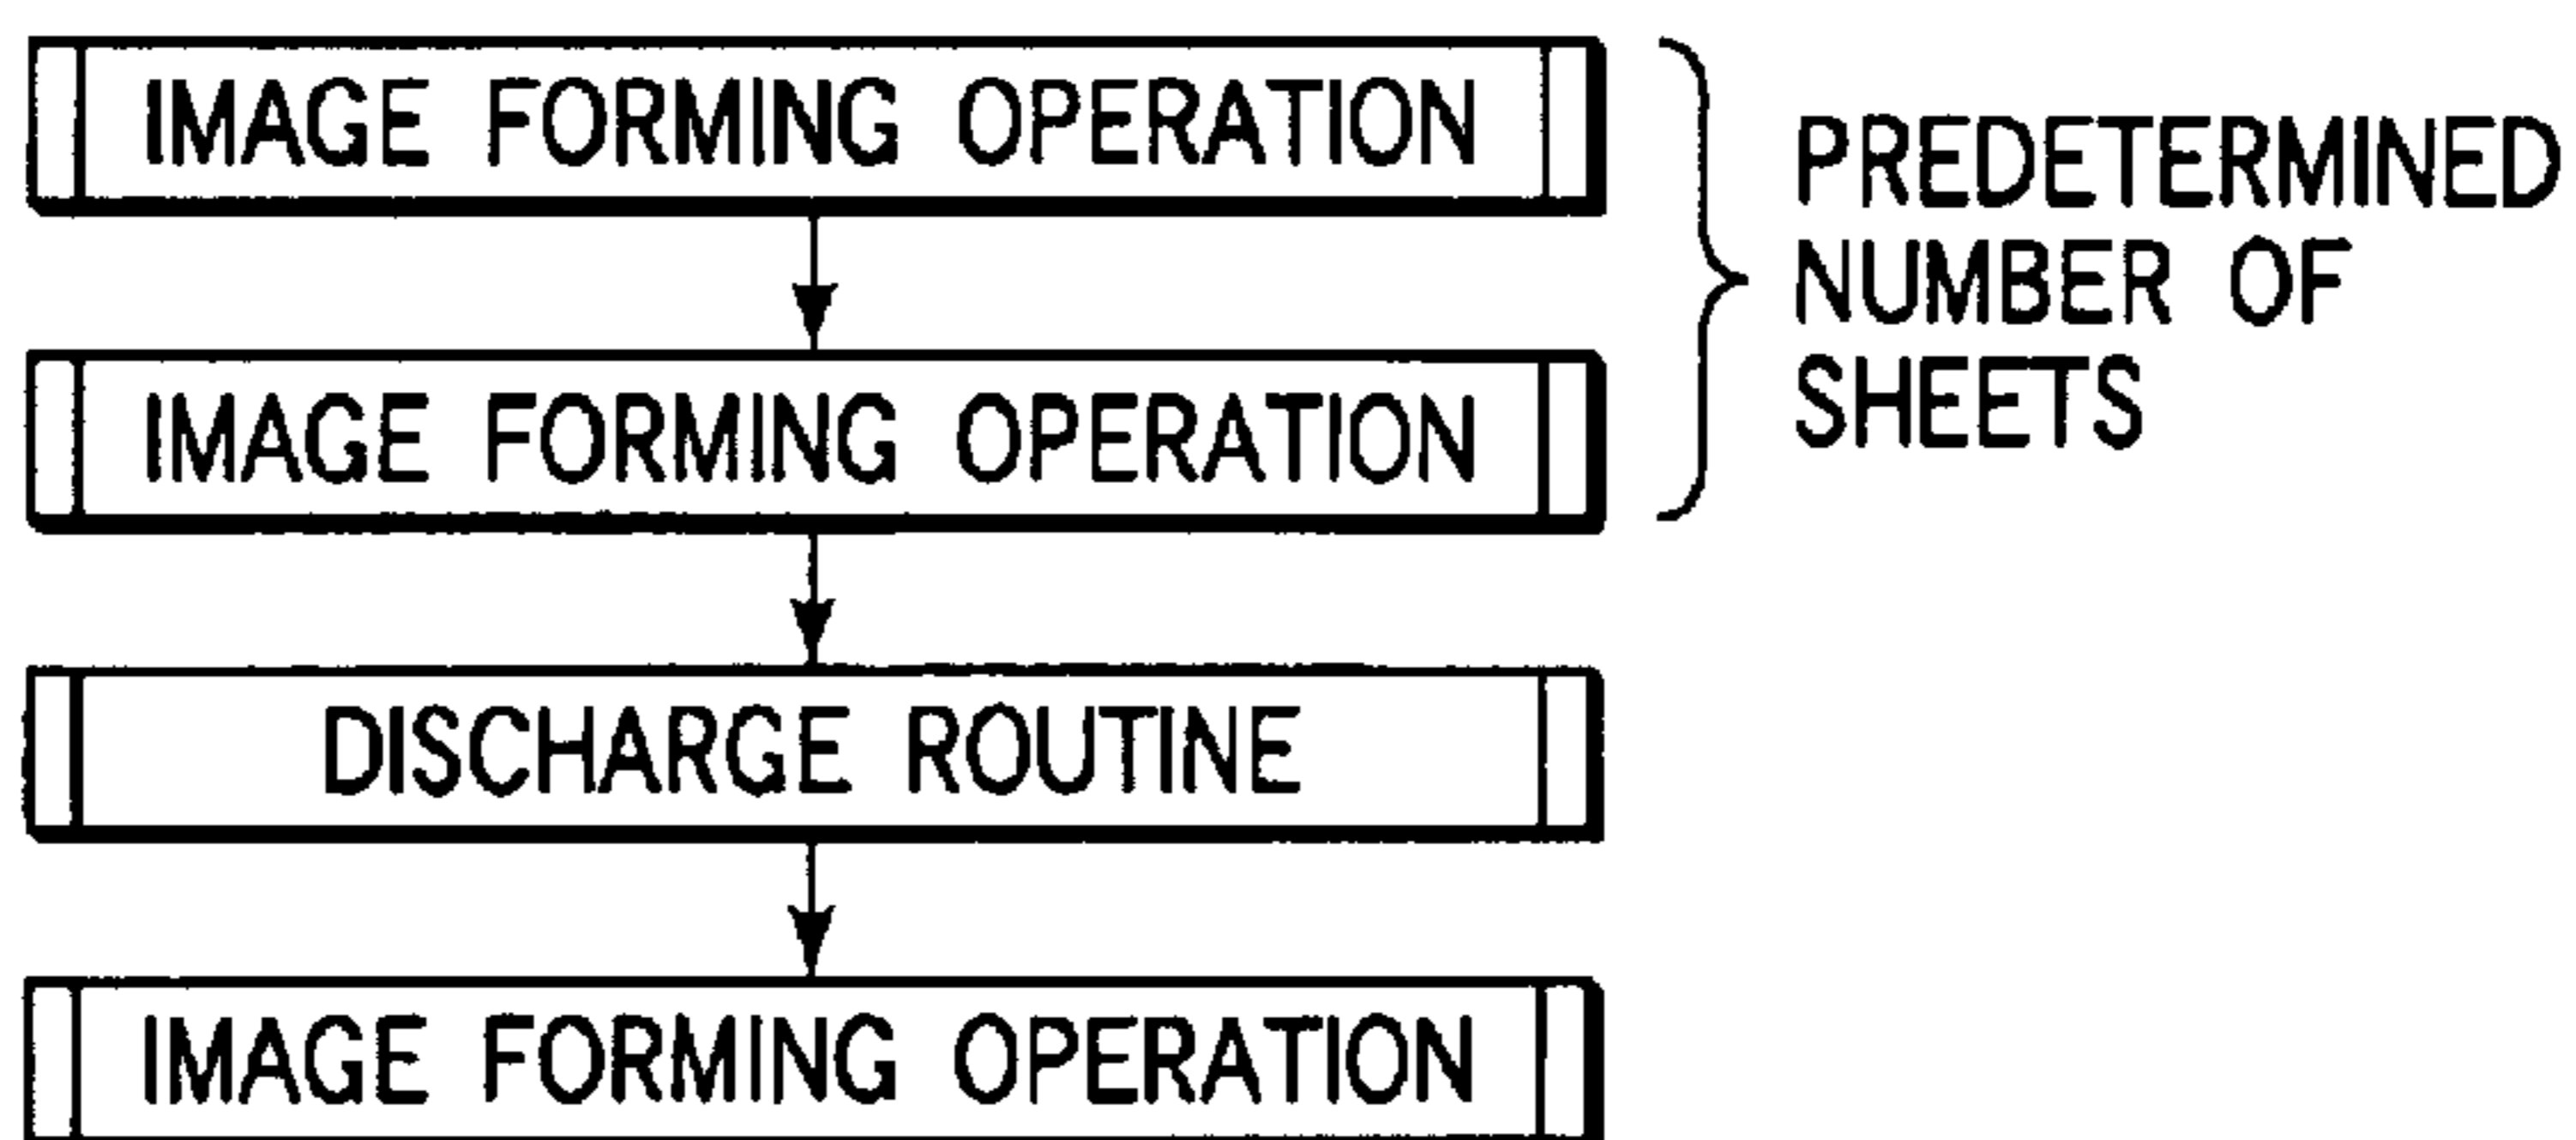 IMAGE FORMING OPERATION
PREDETERMINED
NUMBER OF
SHEETS
IMAGE FORMING OPERATION
DISCHARGE ROUTINE
IMAGE FORMING OPERATION